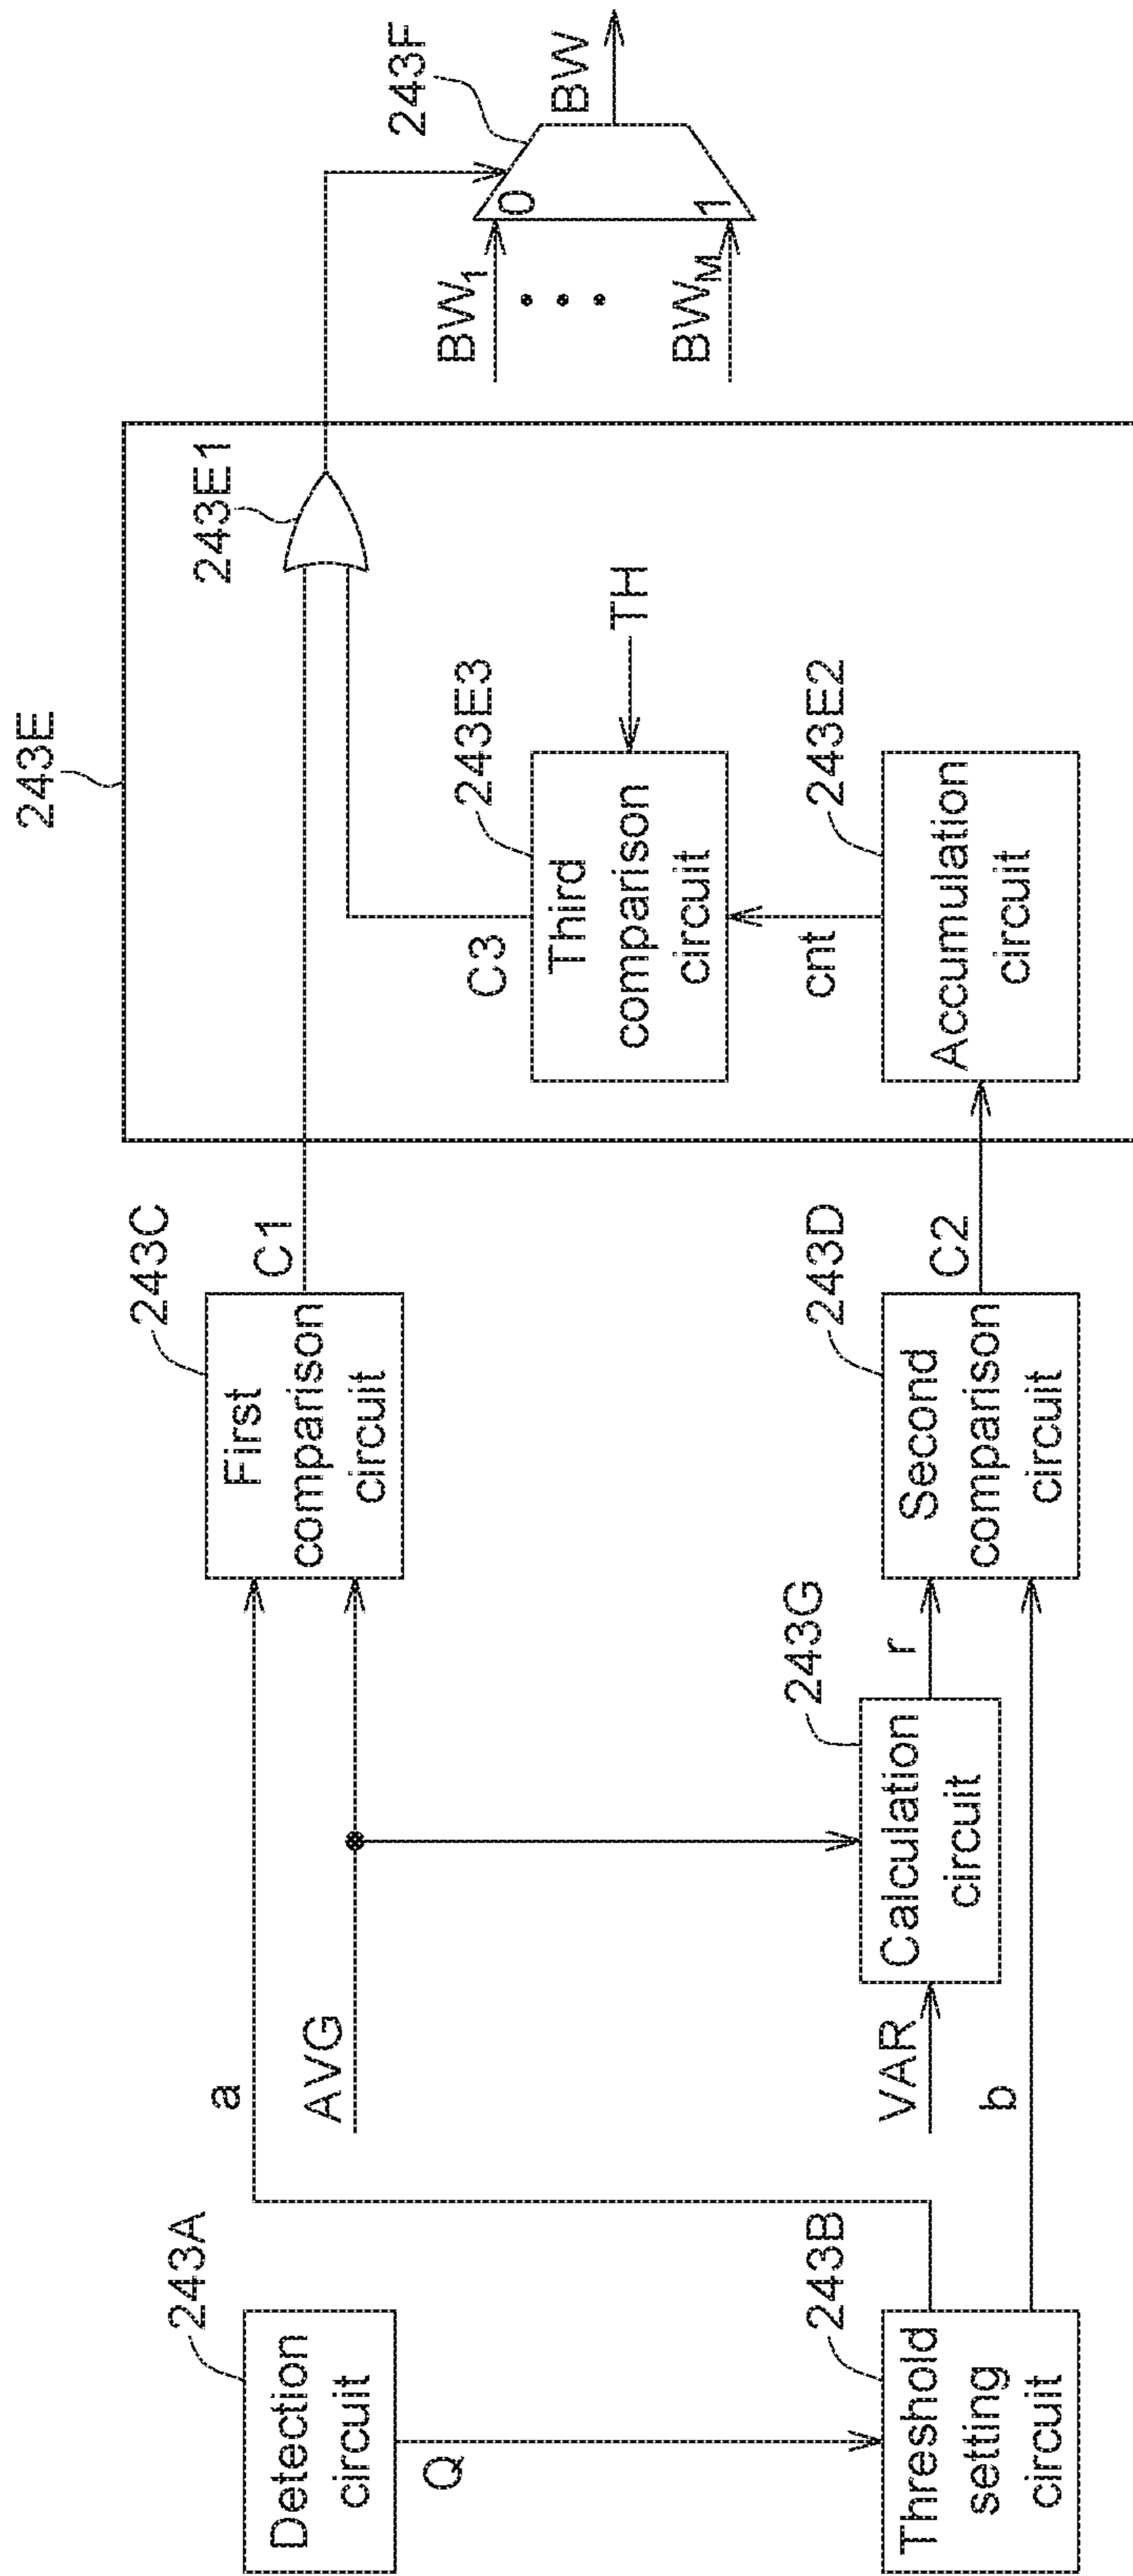 243E
243A
Detection
circuit
Q
243B
Threshold
setting
circuit
a
AVG
VAR
b
243G
Calculation
circuit
r
243C
First
comparison
circuit
C1
243D
Second
comparison
circuit
C2
243E1
C3
243E3
Third
comparison
circuit
TH
cnt
243E2
Accumulation
circuit
243F
BW1
0
BWM
1
BW